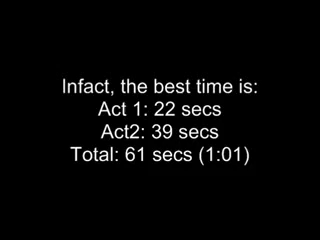 Infact, the best time is:
Act 1: 22 secs
Act2: 39 secs
Total: 61 secs (1:01)